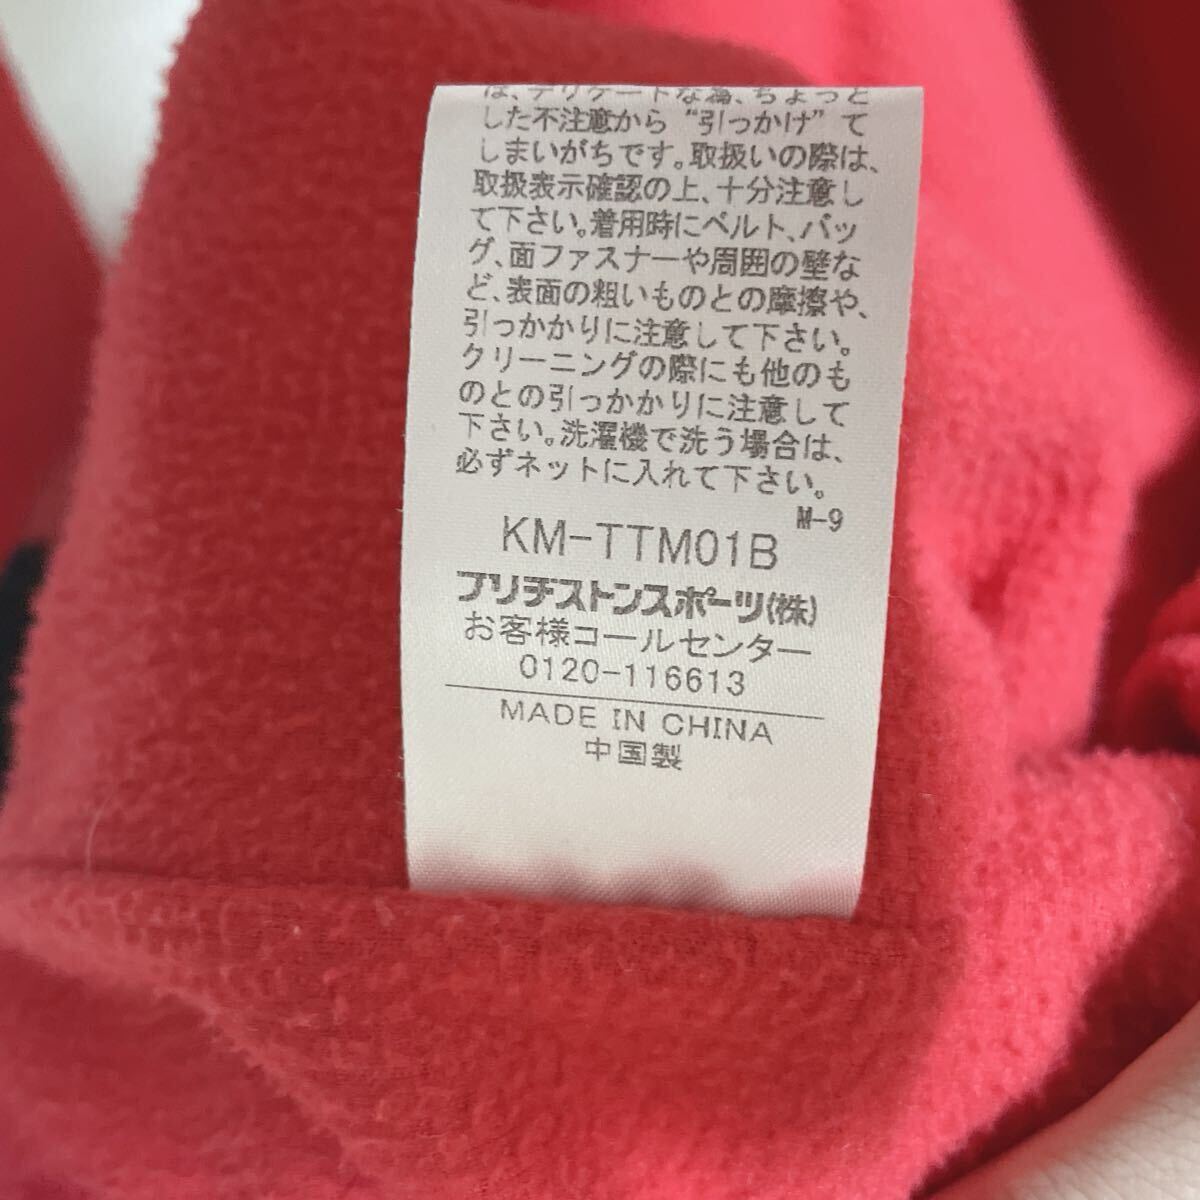 は、デリケートな為、ちょっと
した不注意から“引っかけ”て
しまいがちです。取扱いの際は、
取扱表示確認の上、十分注意し
て下さい。着用時にベルト、バッ
グ、面ファスナーや周囲の壁な
ど、表面の粗いものとの摩擦や、
引っかかりに注意して下さい。
クリーニングの際にも他のも
のとの引っかかりに注意して
下さい。洗濯機で洗う場合は、
必ずネットに入れて下さい。
M-9
KM-TTM01B
ブリヂストンスポーツ(株)
お客様コールセンター
0120-116613
MADE IN CHINA
中国製